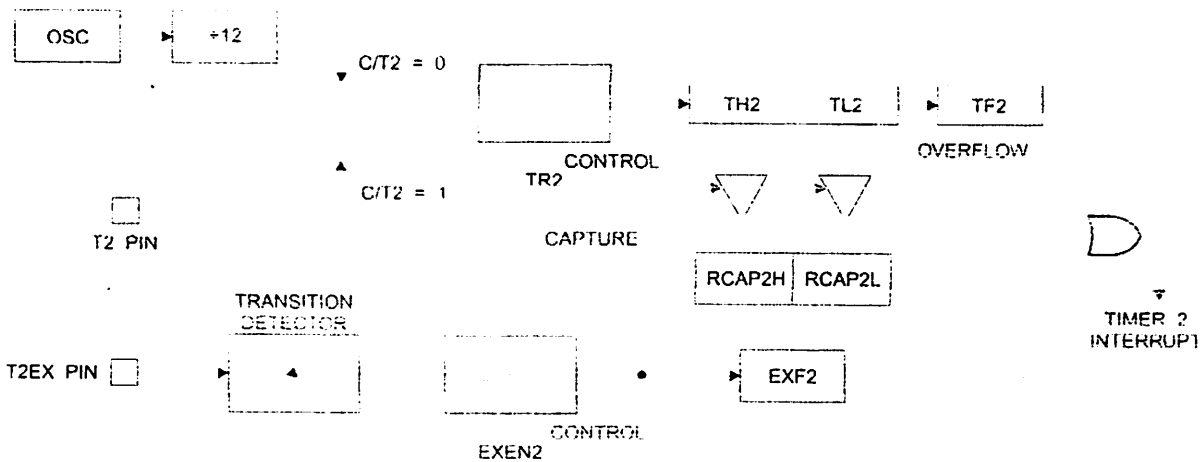 OSC
÷12
C/T2 = 0
TH2
TL2
TF2
OVERFLOW
CONTROL
TR2
C/T2 = 1
T2 PIN
CAPTURE
RCAP2H
RCAP2L
TRANSITION
DETECTOR
TIMER 2
INTERRUPT
T2EX PIN
EXF2
CONTROL
EXEN2